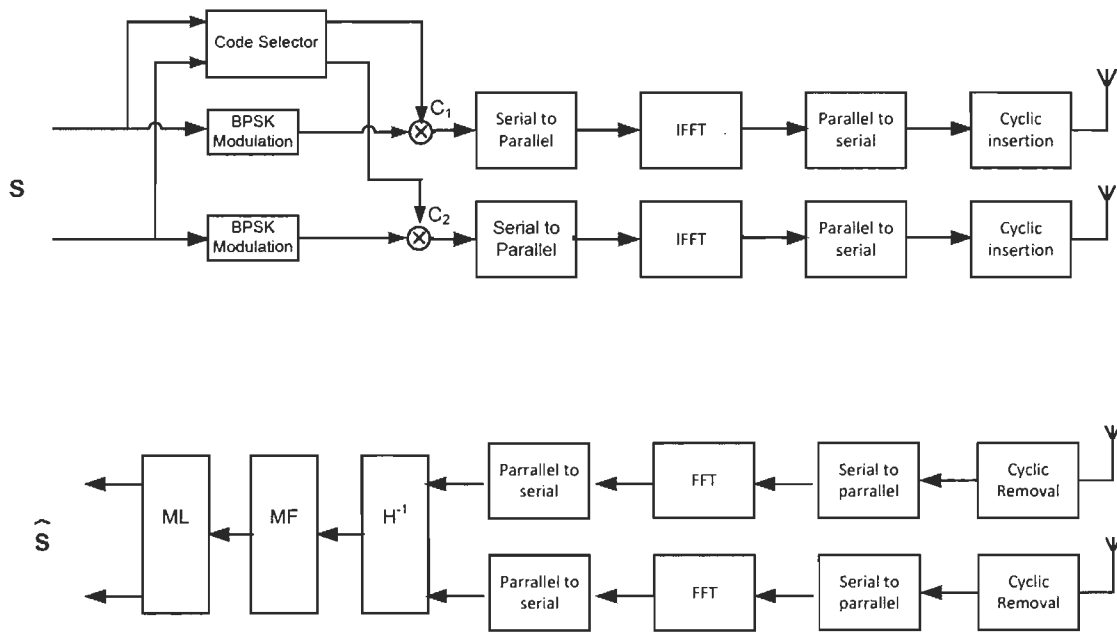 Code Selector
C₁
BPSK
Modulation
Serial to
Parallel
IFFT
Parallel to
serial
Cyclic
insertion
S
C₂
BPSK
Modulation
Serial to
Parallel
IFFT
Parallel to
serial
Cyclic
insertion
Ŝ
ML
MF
H⁻¹
Parrallel to
serial
FFT
Serial to
parrallel
Cyclic
Removal
Parrallel to
serial
FFT
Serial to
parrallel
Cyclic
Removal